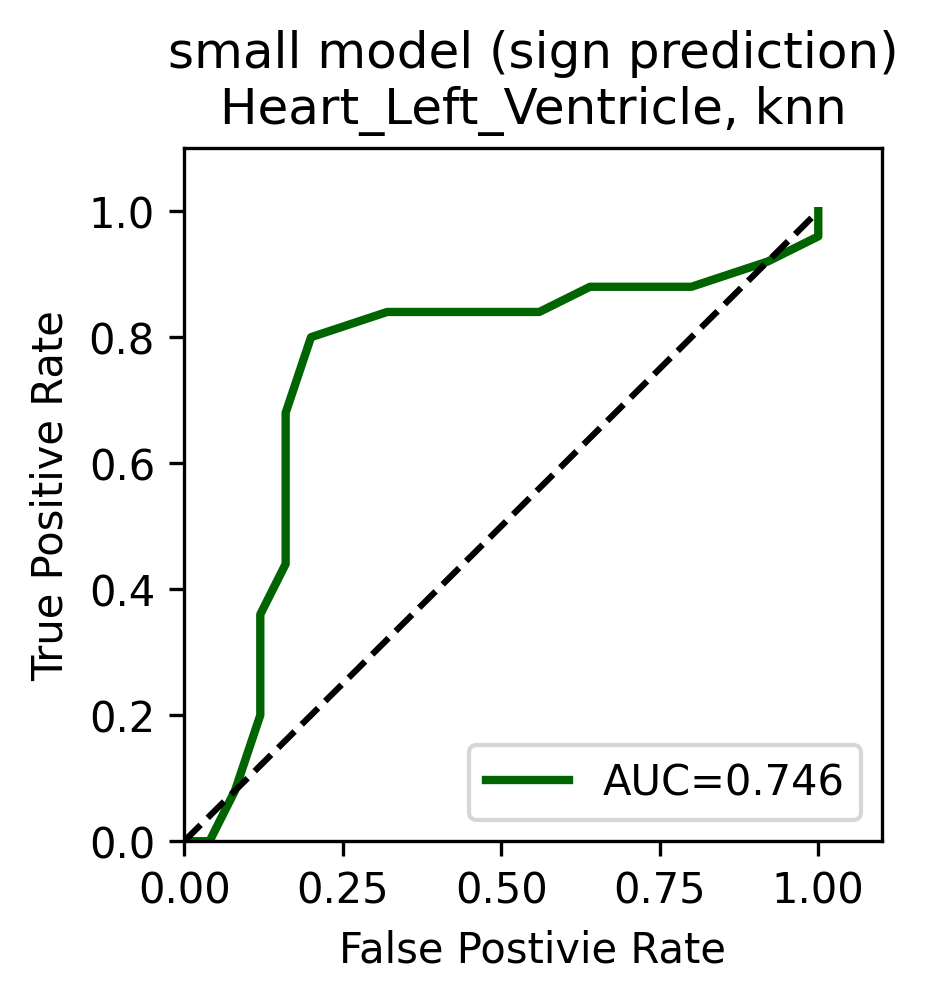 small model (sign prediction)
Heart_Left_Ventricle, knn
True Positive Rate
1.0
0.8
0.6
0.4
0.2
0.0
AUC=0.746
0.00 0.25 0.50 0.75 1.00
False Postivie Rate